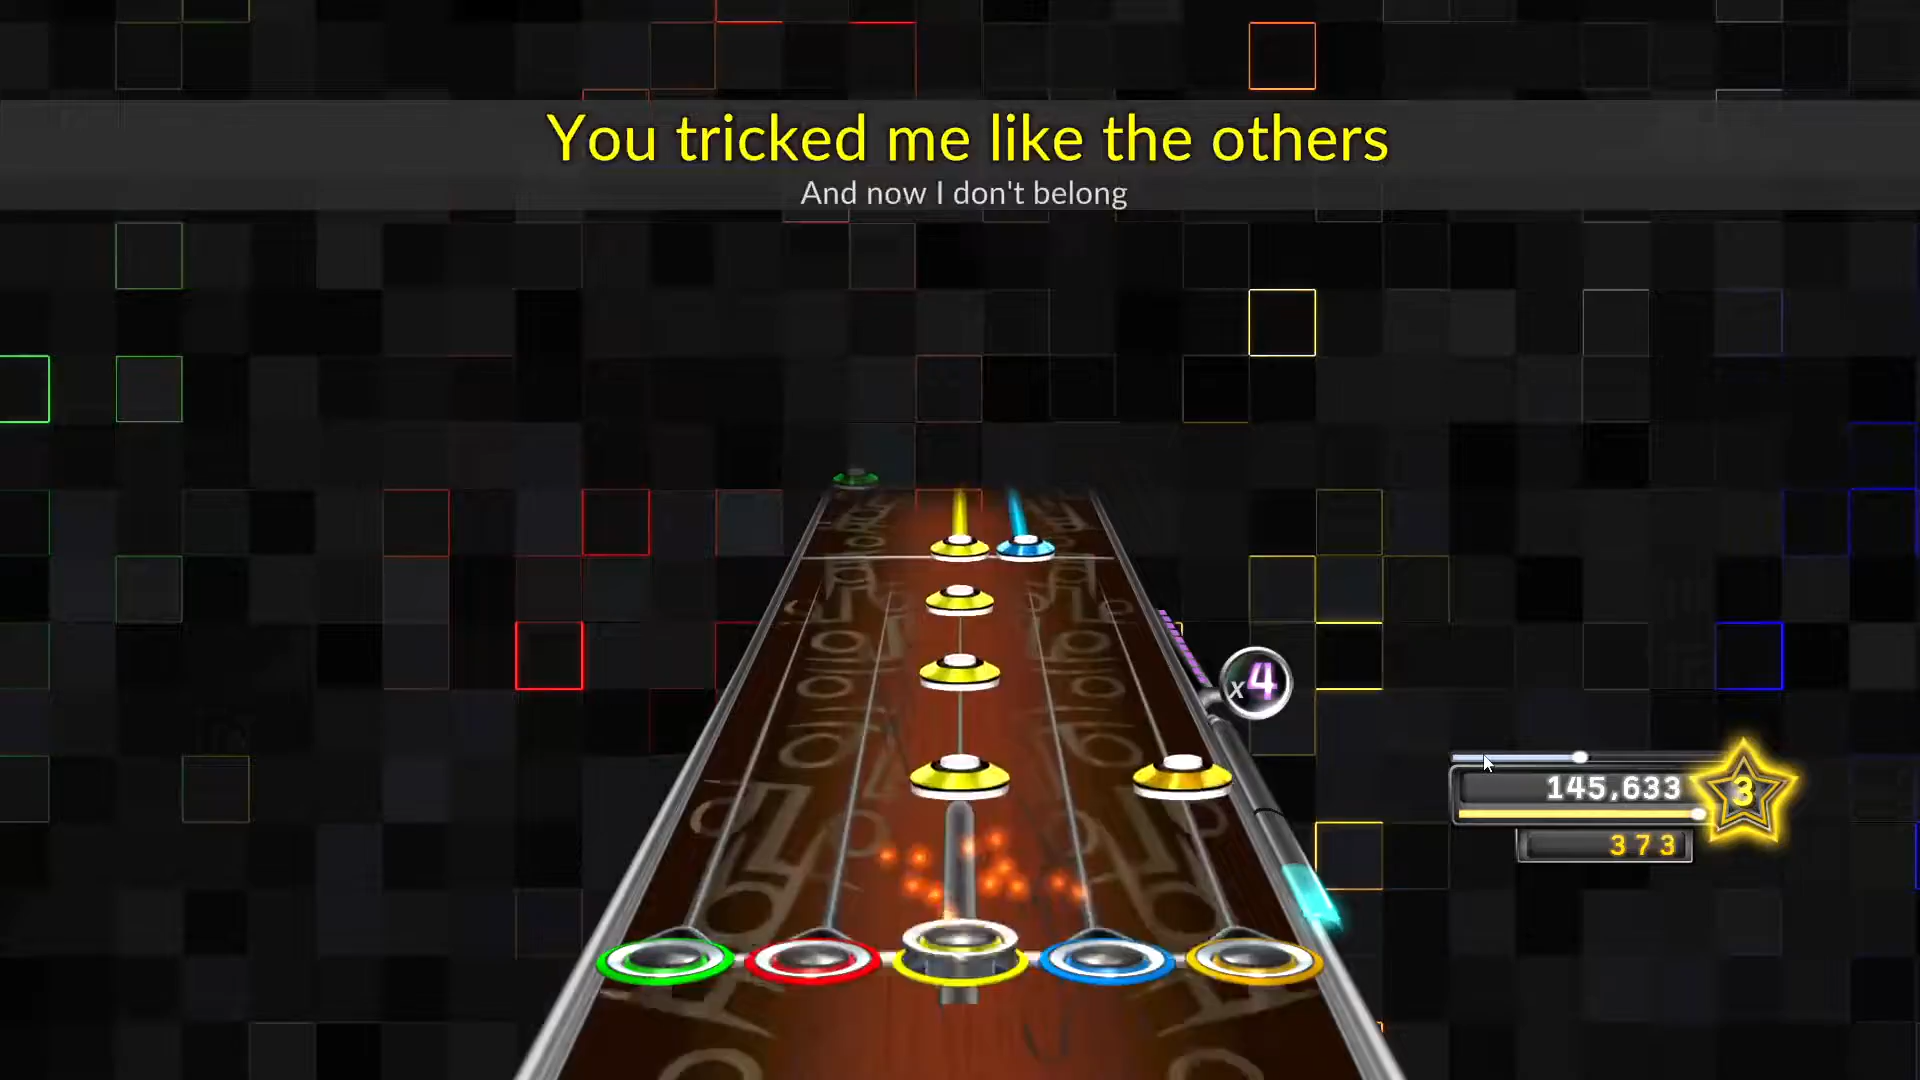 You tricked me like the others
And now I don't belong
x4
145,633
3
373